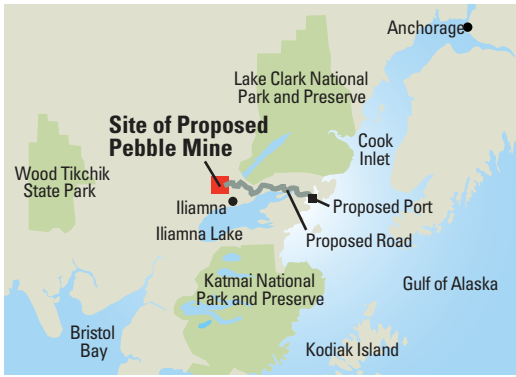 Anchorage
Lake Clark National
Park and Preserve
Site of Proposed
Pebble Mine
Cook
Inlet
Wood Tikchik
State Park
Iliamna
Proposed Port
Iliamna Lake
Proposed Road
Katmai National
Park and Preserve
Gulf of Alaska
Bristol
Bay
Kodiak Island